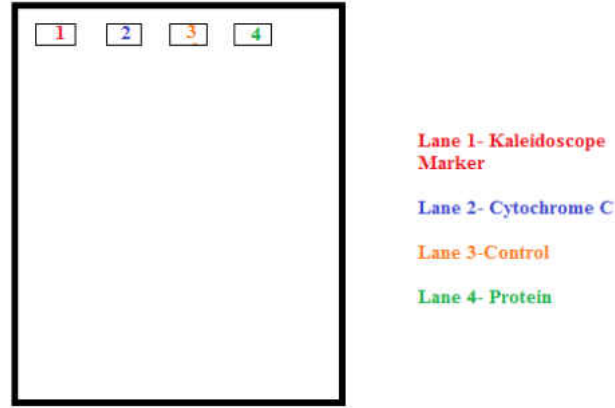 1 2 3 4
Lane 1- Kaleidoscope
Marker
Lane 2- Cytochrome C
Lane 3-Control
Lane 4- Protein